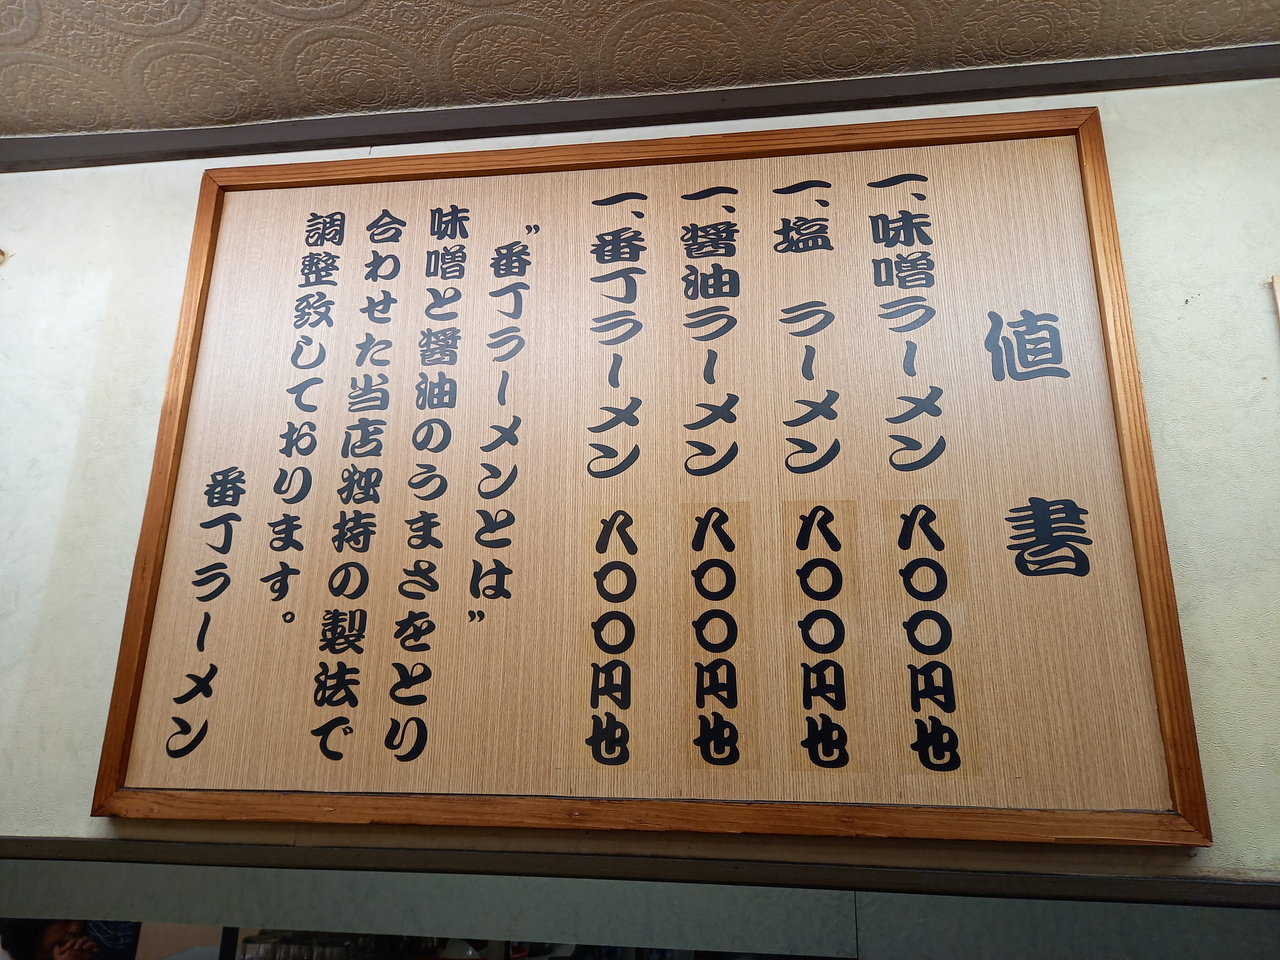 値書
一、味噌ラーメン 八〇〇円也
一、塩 ラーメン 八〇〇円也
一、醤油ラーメン 八〇〇円也
一、番丁ラーメン 八〇〇円也
〝番丁ラーメンとは〟
味噌と醤油のうまさをとり
合わせた当店独持の製法で
調整致しております。
番丁ラーメン